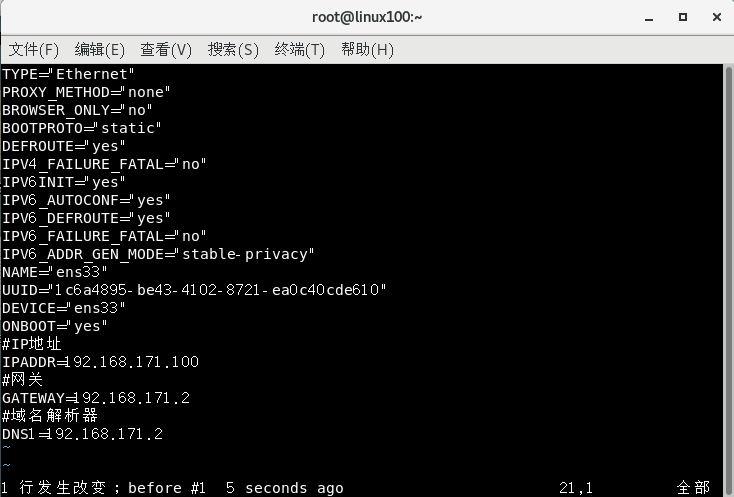 root@linux100:~
文件(F) 编辑(E) 查看(V) 搜索(S) 终端(T) 帮助(H)
TYPE="Ethernet"
PROXY_METHOD="none"
BROWSER_ONLY="no"
BOOTPROTO="static"
DEFROUTE="yes"
IPV4_FAILURE_FATAL="no"
IPV6INIT="yes"
IPV6_AUTOCONF="yes"
IPV6_DEFROUTE="yes"
IPV6_FAILURE_FATAL="no"
IPV6_ADDR_GEN_MODE="stable-privacy"
NAME="ens33"
UUID="1c6a4895-be43-4102-8721-ea0c40cde610"
DEVICE="ens33"
ONBOOT="yes"
#IP地址
IPADDR=192.168.171.100
#网关
GATEWAY=192.168.171.2
#域名解析器
DNS1=192.168.171.2
~
~
1 行发生改变；before #1  5 seconds ago 21,1 全部